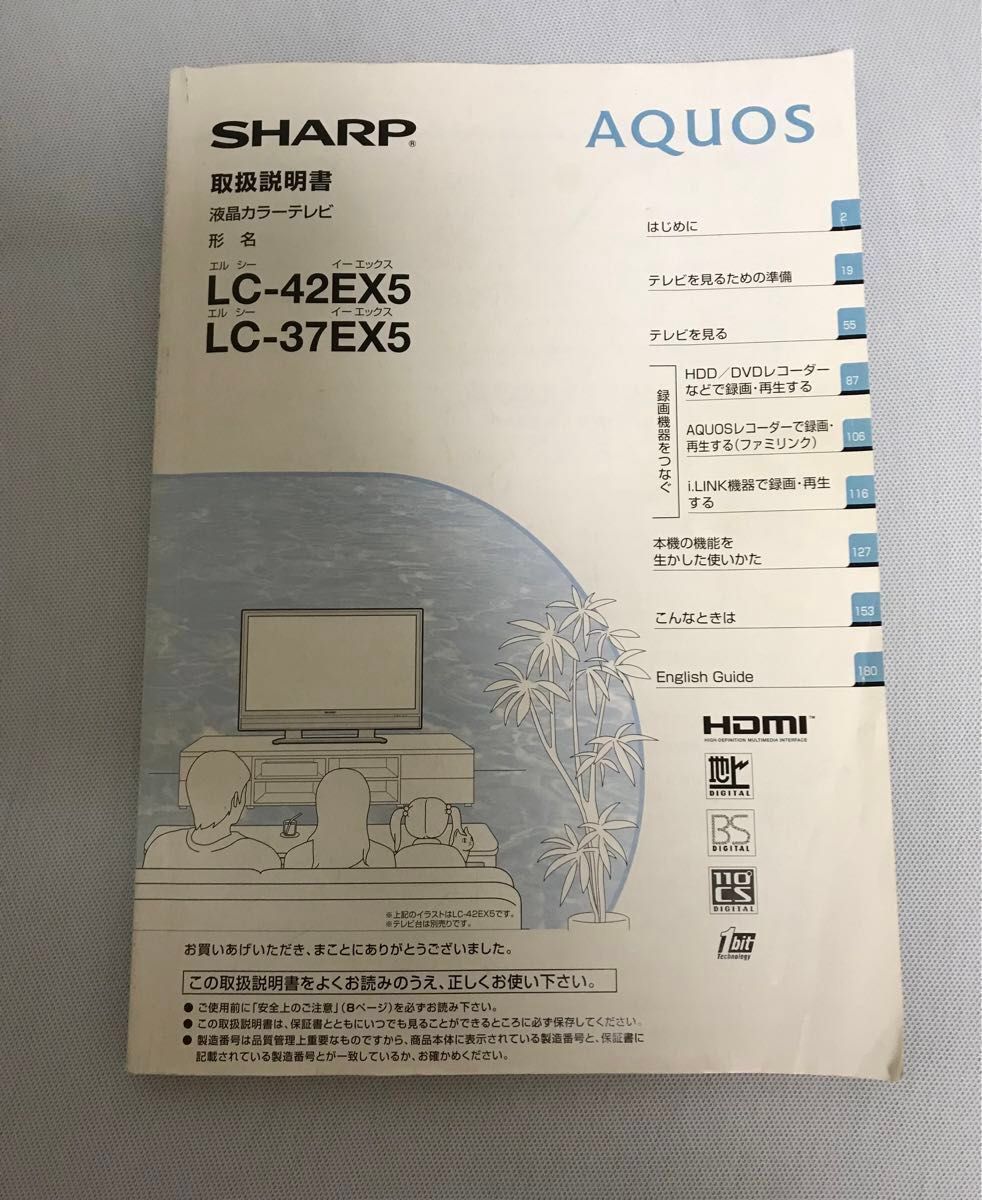 SHARP®
AQUOS
取扱説明書
液晶カラーテレビ
形 名
エル シー イー エックス
LC-42EX5
エル シー イー エックス
LC-37EX5
はじめに 2
テレビを見るための準備 19
テレビを見る 55
録画機器をつなぐ
HDD／DVDレコーダー
などで録画・再生する 87
AQUOSレコーダーで録画・
再生する(ファミリンク) 106
i.LINK機器で録画・再生
する 116
本機の機能を
生かした使いかた 127
こんなときは 153
English Guide 180
HDMI™
HIGH-DEFINITION MULTIMEDIA INTERFACE
地上
DIGITAL
BS
DIGITAL
110°
CS
DIGITAL
1bit
Technology
SHARP
※上記のイラストはLC-42EX5です。
※テレビ台は別売りです。
お買いあげいただき、まことにありがとうございました。
この取扱説明書をよくお読みのうえ、正しくお使い下さい。
● ご使用前に「安全上のご注意」(8ページ)を必ずお読み下さい。
● この取扱説明書は、保証書とともにいつでも見ることができるところに必ず保存してください。
● 製造番号は品質管理上重要なものですから、商品本体に表示されている製造番号と、保証書に
記載されている製造番号とが一致しているか、お確かめください。